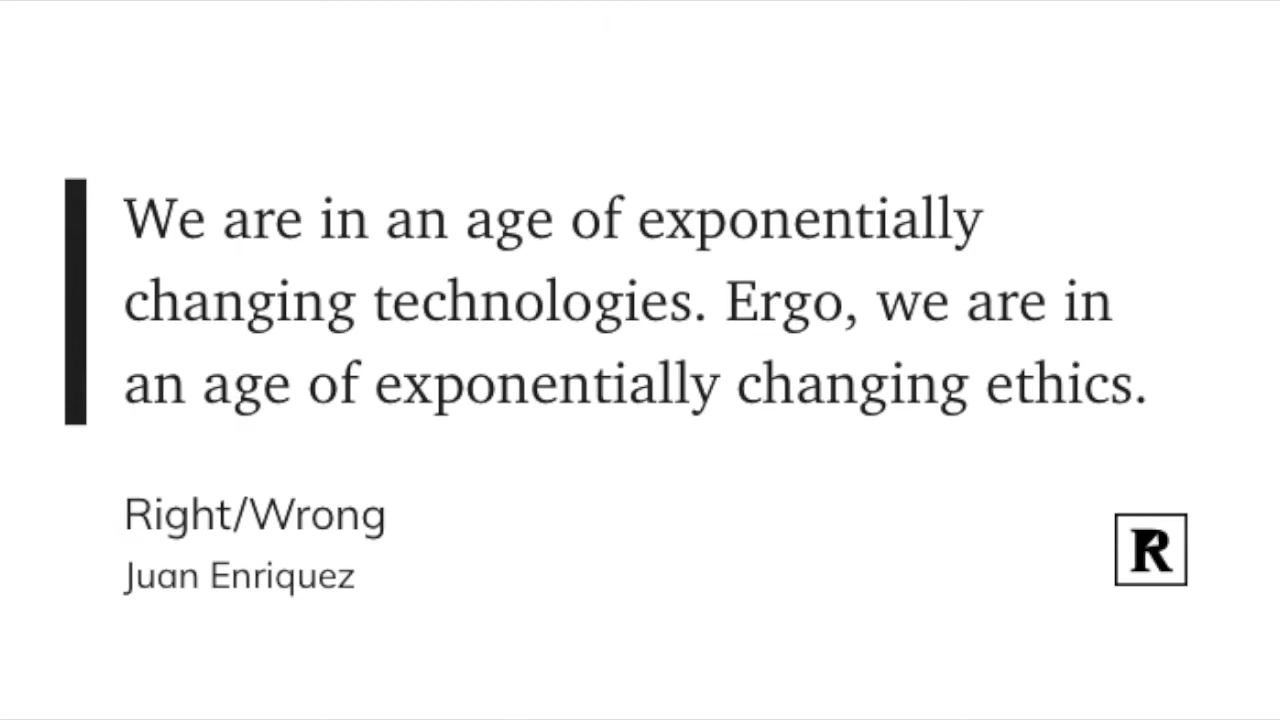 We are in an age of exponentially
changing technologies. Ergo, we are in
an age of exponentially changing ethics.
Right/Wrong
Juan Enriquez
R